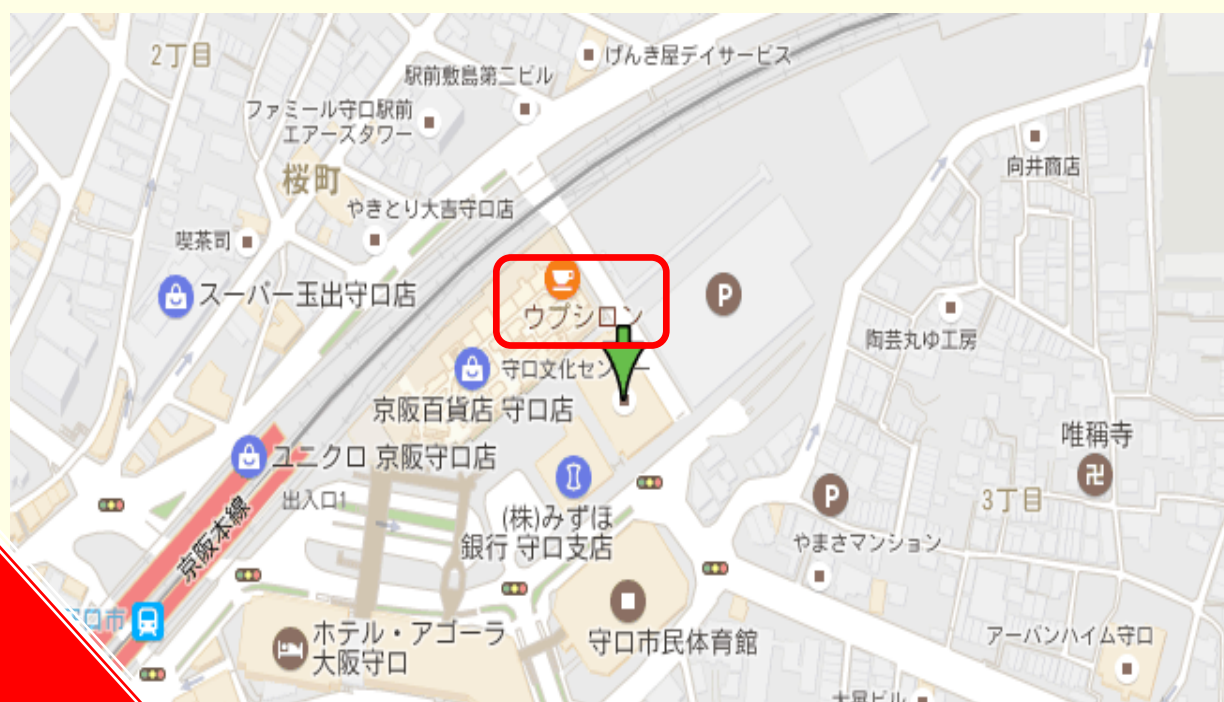 2丁目
げんき屋デイサービス
駅前敷島第二ビル
ファミール守口駅前
エアーズタワー
向井商店
桜町
やきとり大吉守口店
喫茶司
スーパー玉出守口店
P
ウプシロン
陶芸丸ゆ工房
守口文化センター
京阪百貨店 守口店
唯稱寺
卍
ユニクロ 京阪守口店
出入口1
P
3丁目
(株)みずほ
銀行 守口支店
京阪本線
やまさマンション
口市
ホテル・アゴーラ
大阪守口
守口市民体育館
アーバンハイム守口